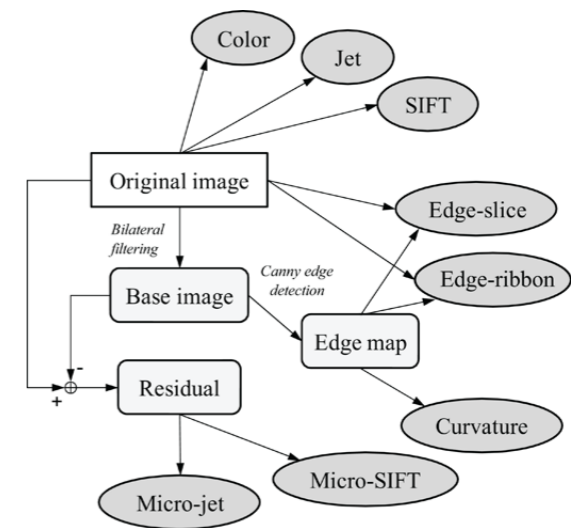 Color
Jet
SIFT
Original image
Edge-slice
Bilateral
filtering
Canny edge
detection
Edge-ribbon
Base image
Edge map
-
Residual
+
Curvature
Micro-SIFT
Micro-jet